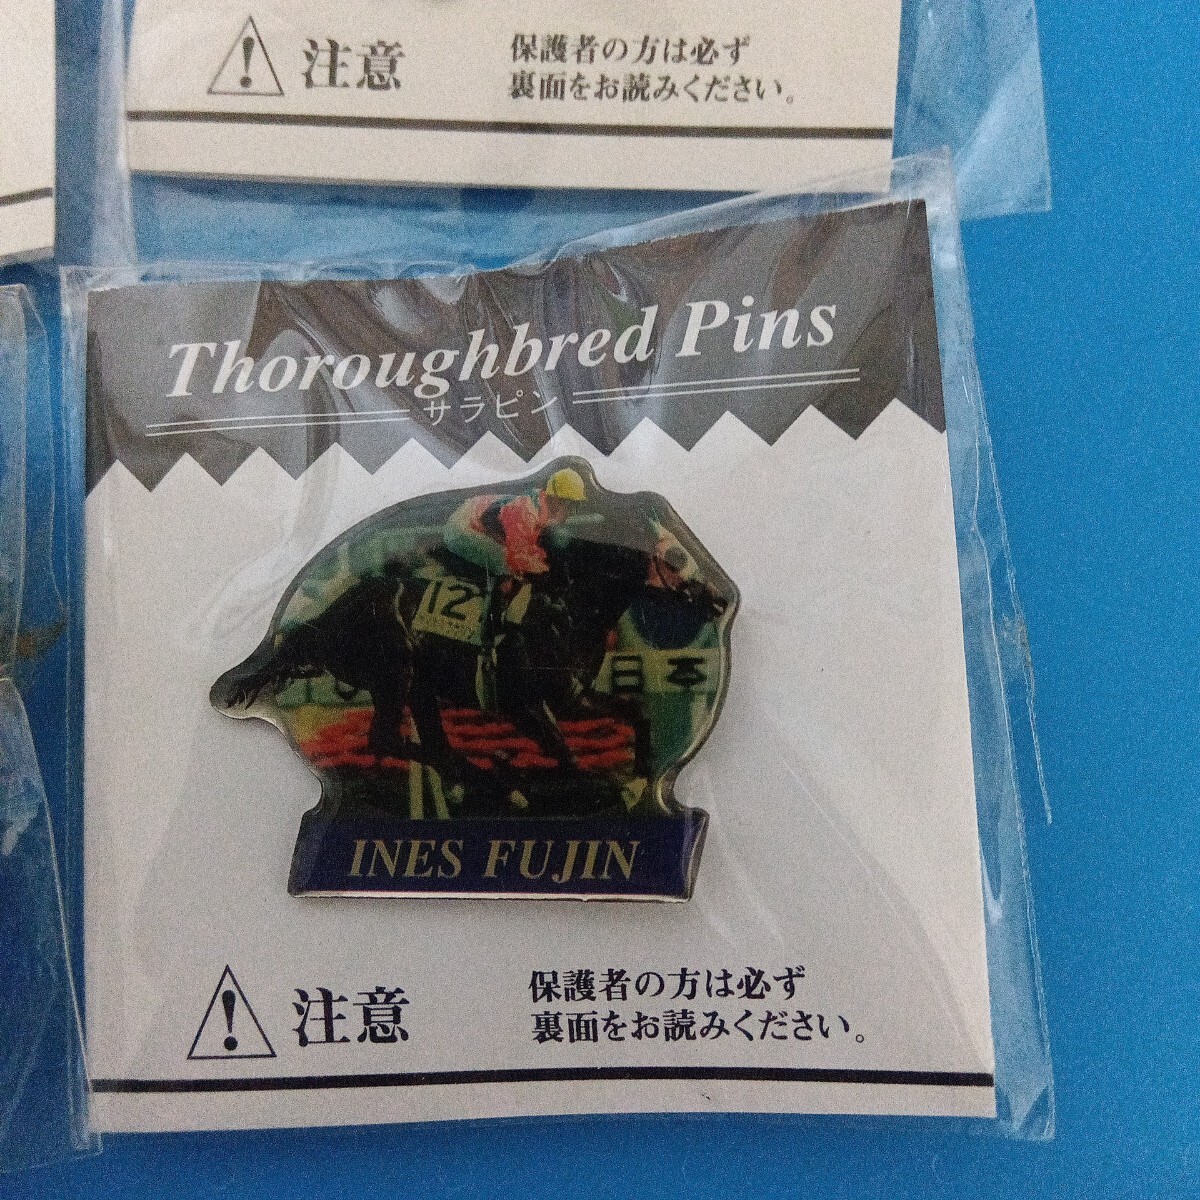 注意
保護者の方は必ず
裏面をお読みください。
Thoroughbred Pins
サラピン
12
日本
INES FUJIN
注意
保護者の方は必ず
裏面をお読みください。